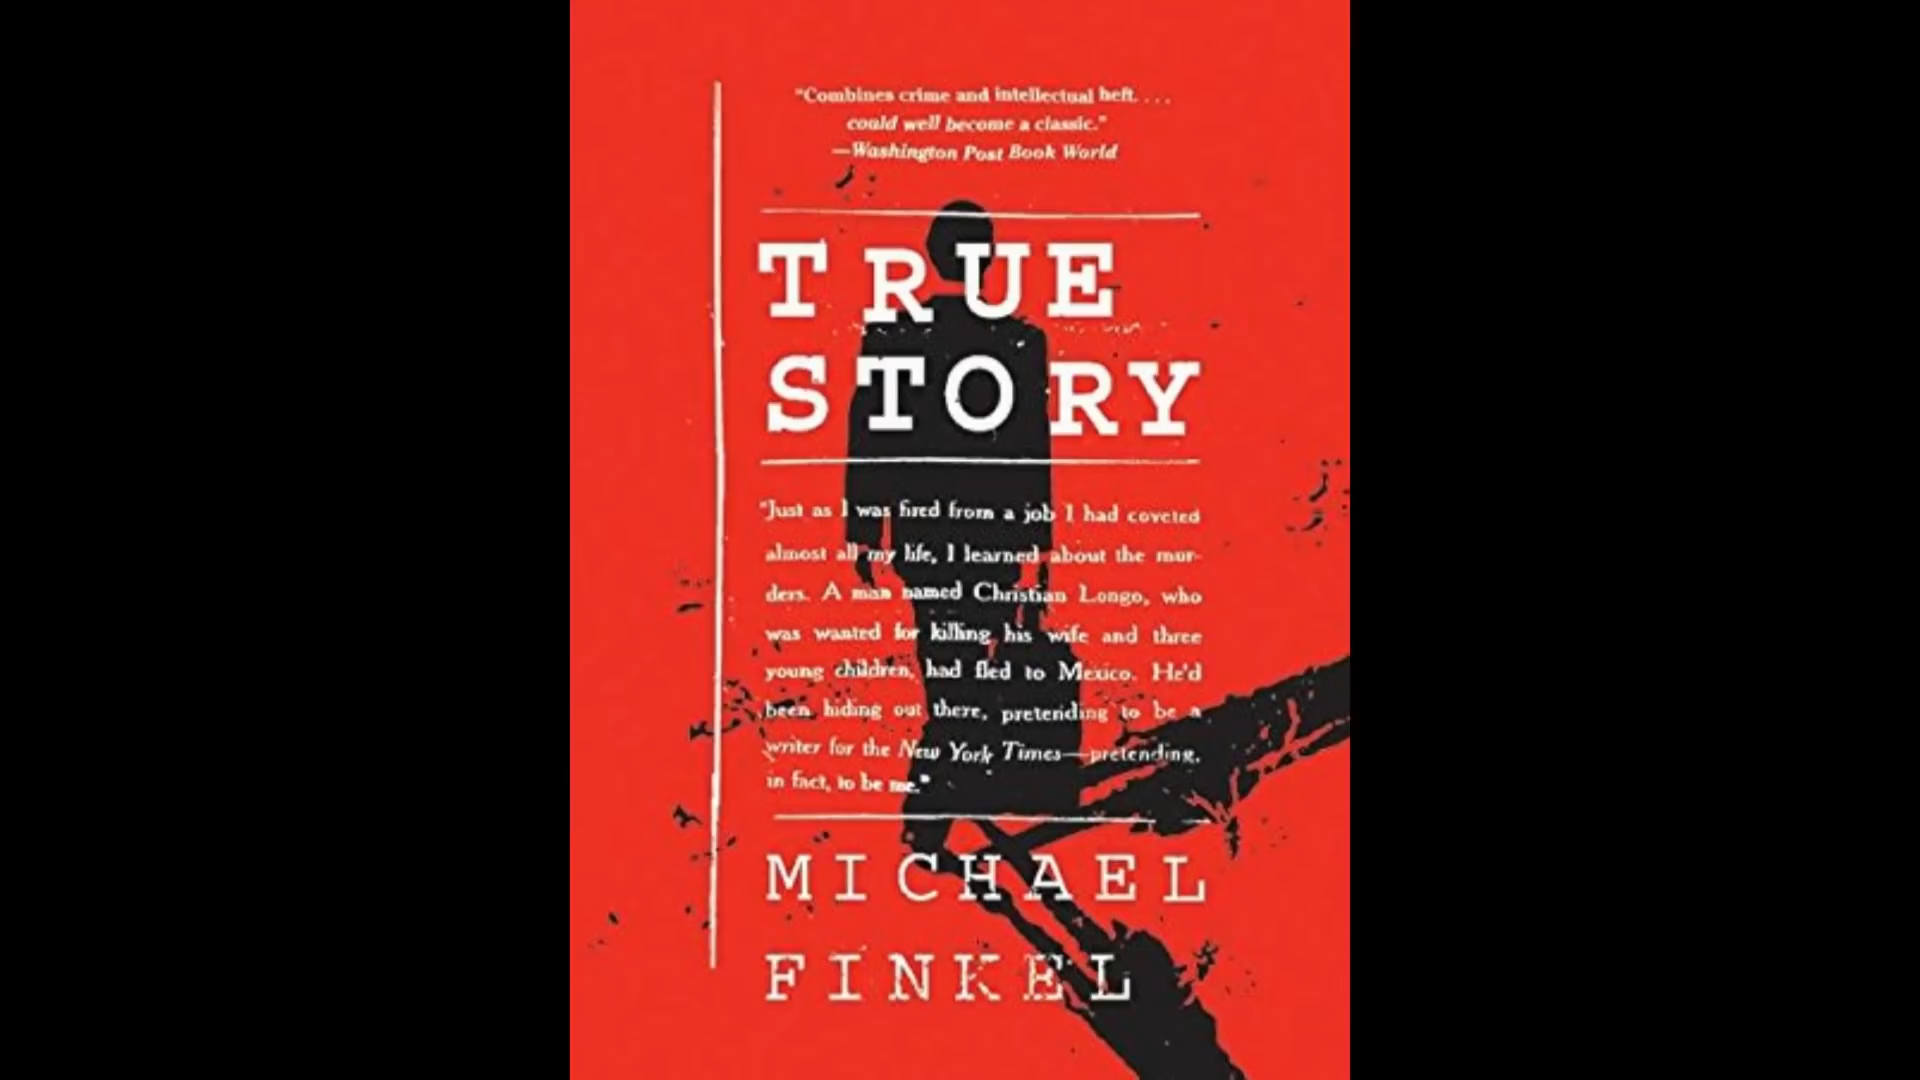 "Combines crime and intellectual heft. . . .
could well become a classic."
—Washington Post Book World
TRUE
STORY
"Just as I was fired from a job I had coveted
almost all my life, I learned about the mur-
ders. A man named Christian Longo, who
was wanted for killing his wife and three
young children, had fled to Mexico. He'd
been hiding out there, pretending to be a
writer for the New York Times—pretending,
in fact, to be me."
MICHAEL
FINKEL